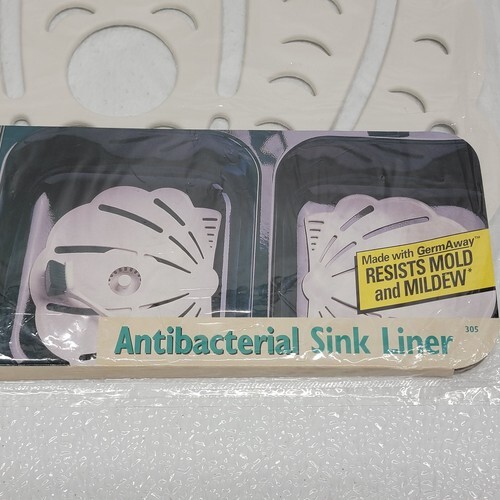 Made with GermAway™
RESISTS MOLD
and MILDEW*
Antibacterial Sink Liner 305